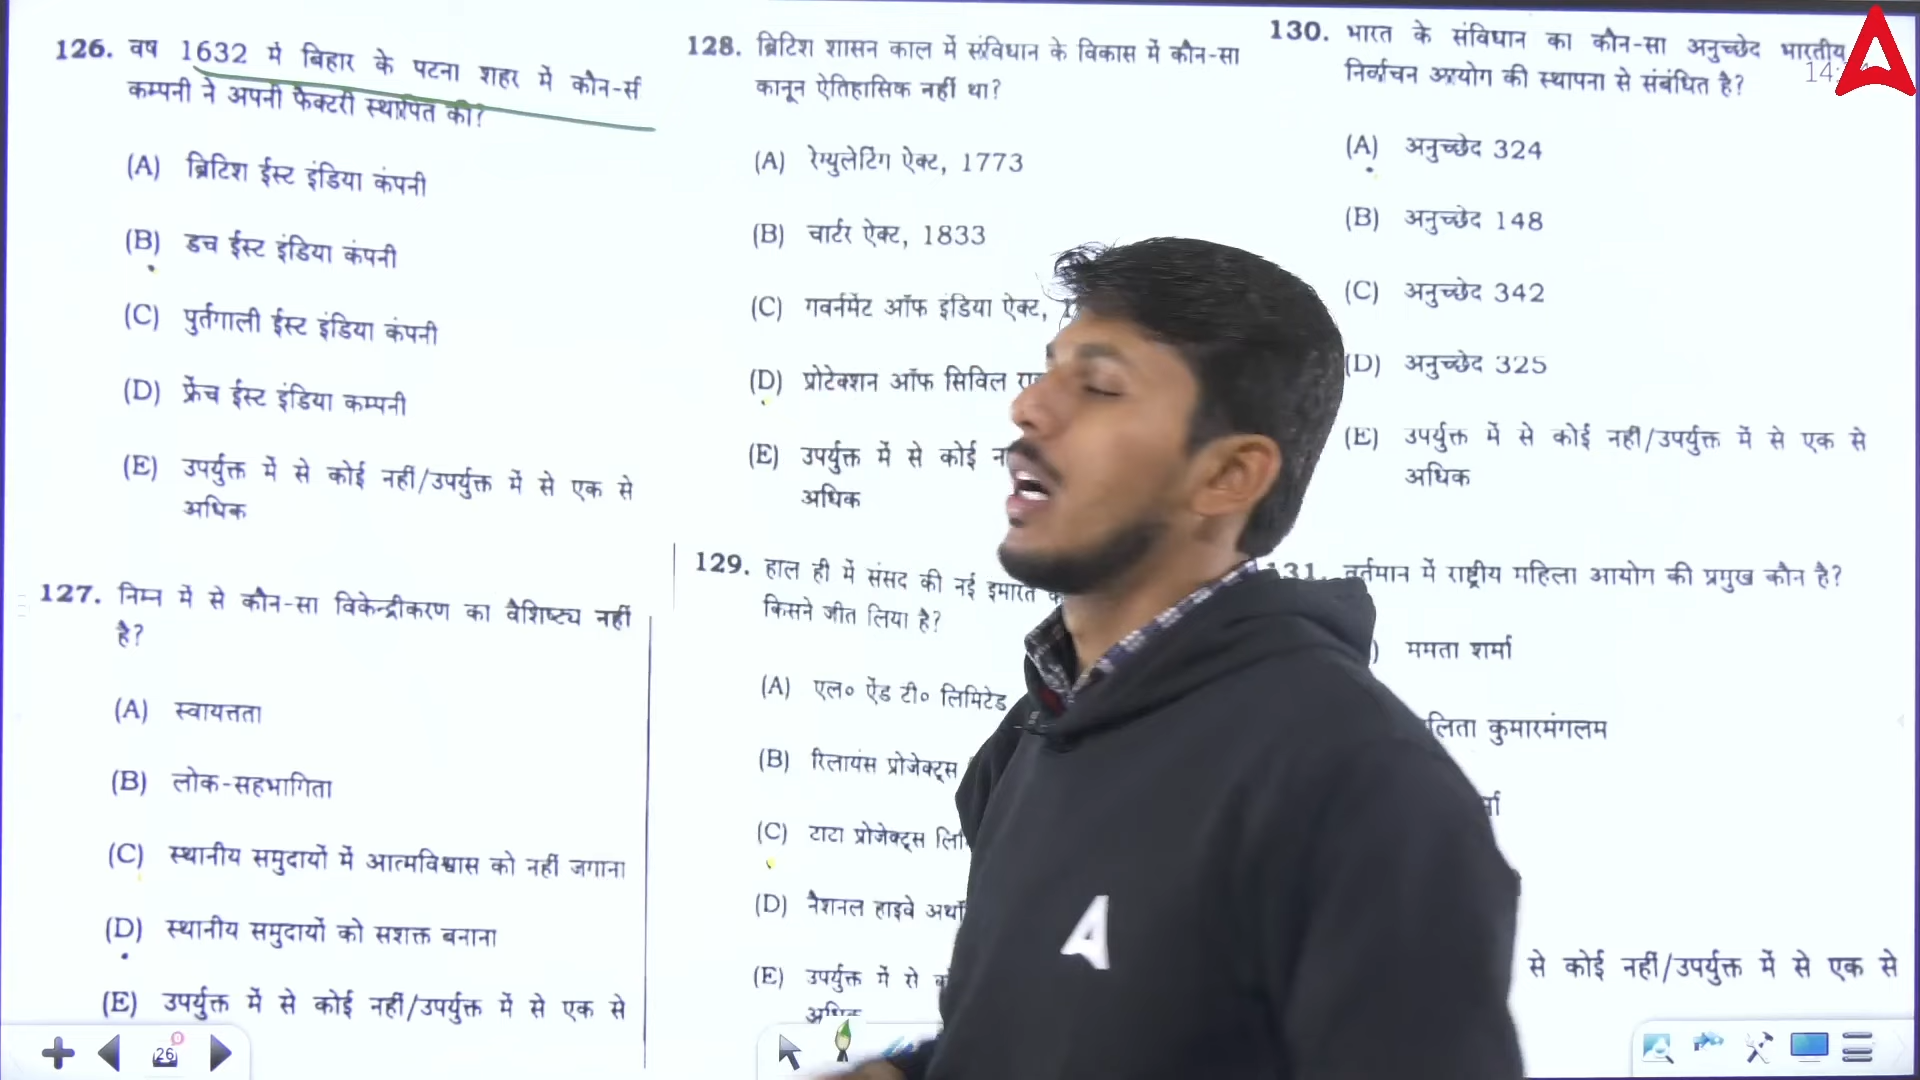 126. वष 1632 मे बिहार के पटना शहर में कौन-र्स
कम्पनी ने अपनी फैक्टरी स्थापित की?
(A) ब्रिटिश ईस्ट इंडिया कंपनी
(B) डच ईस्ट इंडिया कंपनी
(C) पुर्तगाली ईस्ट इंडिया कंपनी
(D) फ्रेंच ईस्ट इंडिया कम्पनी
(E) उपर्युक्त में से कोई नहीं/उपर्युक्त में से एक से
अधिक
127. निम्न में से कौन-सा विकेन्द्रीकरण का वैशिष्ट्य नहीं
है?
(A) स्वायत्तता
(B) लोक-सहभागिता
(C) स्थानीय समुदायों में आत्मविश्वास को नहीं जगाना
(D) स्थानीय समुदायों को सशक्त बनाना
(E) उपर्युक्त में से कोई नहीं/उपर्युक्त में से एक से
26
128. ब्रिटिश शासन काल में संविधान के विकास में कौन-सा
कानून ऐतिहासिक नहीं था?
(A) रेग्युलेटिंग ऐक्ट, 1773
(B) चार्टर ऐक्ट, 1833
(C) गवर्नमेंट ऑफ इंडिया ऐक्ट,
(D) प्रोटेक्शन ऑफ सिविल
(E) उपर्युक्त में से कोई
अधिक
129. हाल ही में संसद की नई इमारत
किसने जीत लिया है?
(A) एल० ऐंड टी० लिमिटेड
(B) रिलायंस प्रोजेक्ट्स
(C) टाटा प्रोजेक्ट्स
(D) नैशनल हाइवे
(E) उपर्युक्त में से
अधिक
130. भारत के संविधान का कौन-सा अनुच्छेद भारतीय
निर्वाचन आयोग की स्थापना से संबंधित है?
(A) अनुच्छेद 324
(B) अनुच्छेद 148
(C) अनुच्छेद 342
(D) अनुच्छेद 325
(E) उपर्युक्त में से कोई नहीं/उपर्युक्त में से एक से
अधिक
131. वर्तमान में राष्ट्रीय महिला आयोग की प्रमुख कौन है?
ममता शर्मा
कुमारमंगलम
से कोई नहीं/उपर्युक्त में से एक से